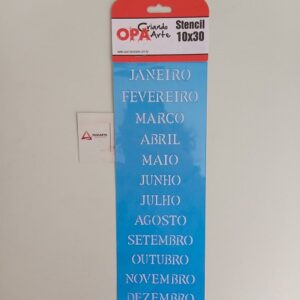 OPA Criando Arte
Stencil
10x30
JANEIRO
FEVEREIRO
MARCO
ABRIL
MAIO
JUNHO
JULHO
AGOSTO
SETEMBRO
OUTUBRO
NOVEMBRO
DEZEMBRO